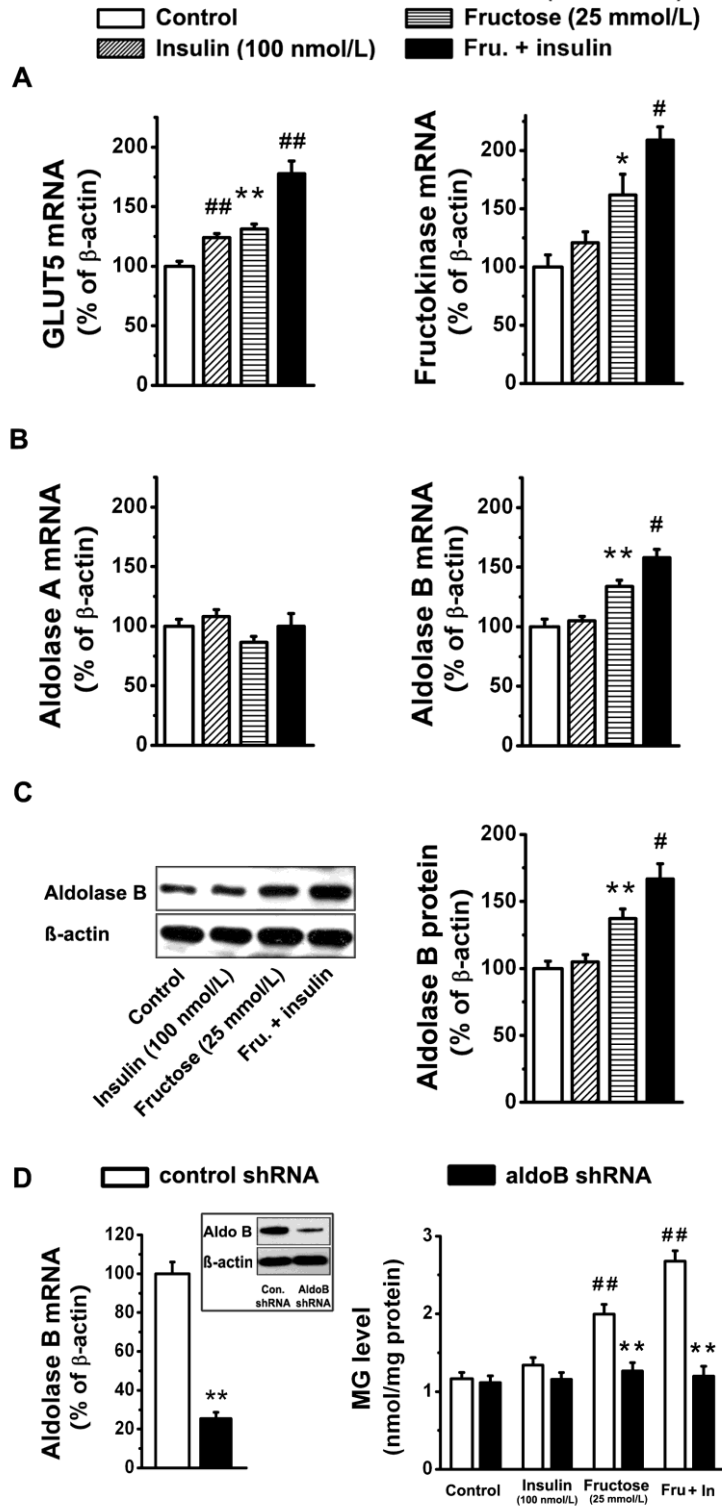 Control
Fructose (25 mmol/L)
Insulin (100 nmol/L)
Fru. + insulin
A
GLUT5 mRNA
(% of β-actin)
200
150
100
50
0
##
**
##
Fructokinase mRNA
(% of β-actin)
200
150
100
50
0
*
#
B
Aldolase A mRNA
(% of β-actin)
200
150
100
50
0
Aldolase B mRNA
(% of β-actin)
200
150
100
50
0
**
#
C
Aldolase B
ß-actin
Control
Insulin (100 nmol/L)
Fructose (25 mmol/L)
Fru. + insulin
Aldolase B protein
(% of β-actin)
200
150
100
50
0
**
#
D
control shRNA
aldoB shRNA
Aldolase B mRNA
(% of β-actin)
120
100
80
60
40
20
0
**
Aldo B
ß-actin
Con. AldoB
shRNA shRNA
MG level
(nmol/mg protein)
3
2
1
0
##
**
##
**
Control
Insulin
(100 nmol/L)
Fructose
(25 mmol/L)
Fru + In